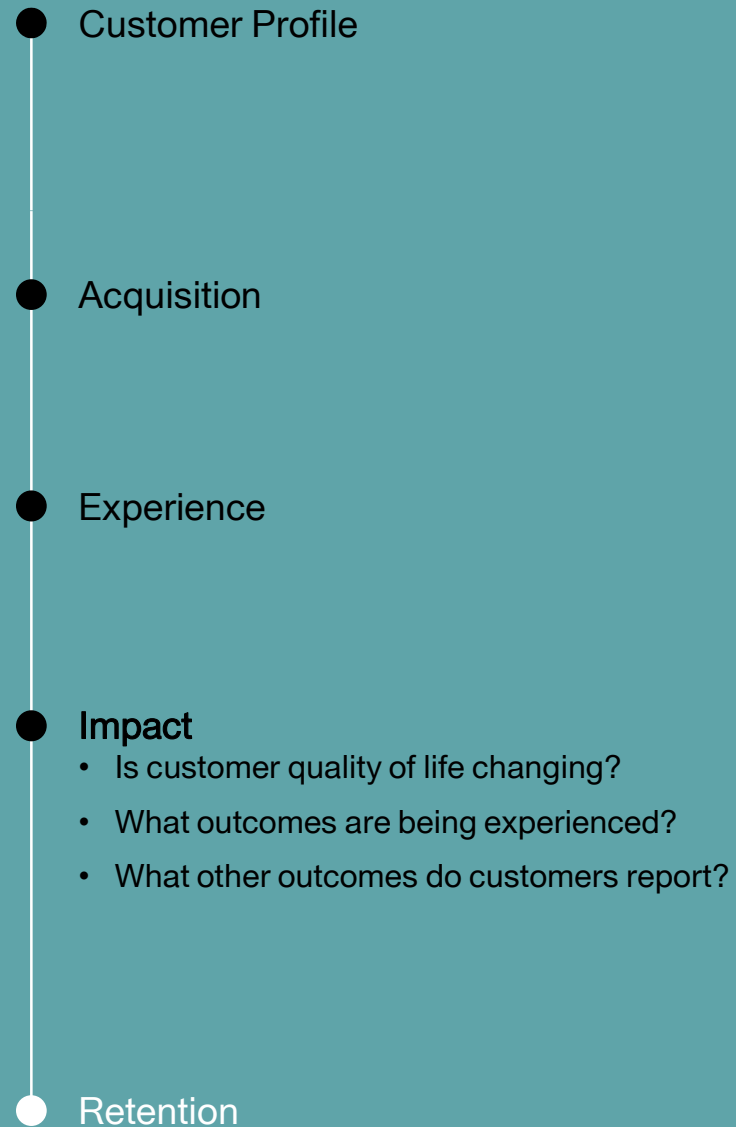 Customer Profile
Acquisition
Experience
Impact
• Is customer quality of life changing?
• What outcomes are being experienced?
• What other outcomes do customers report?
Retention